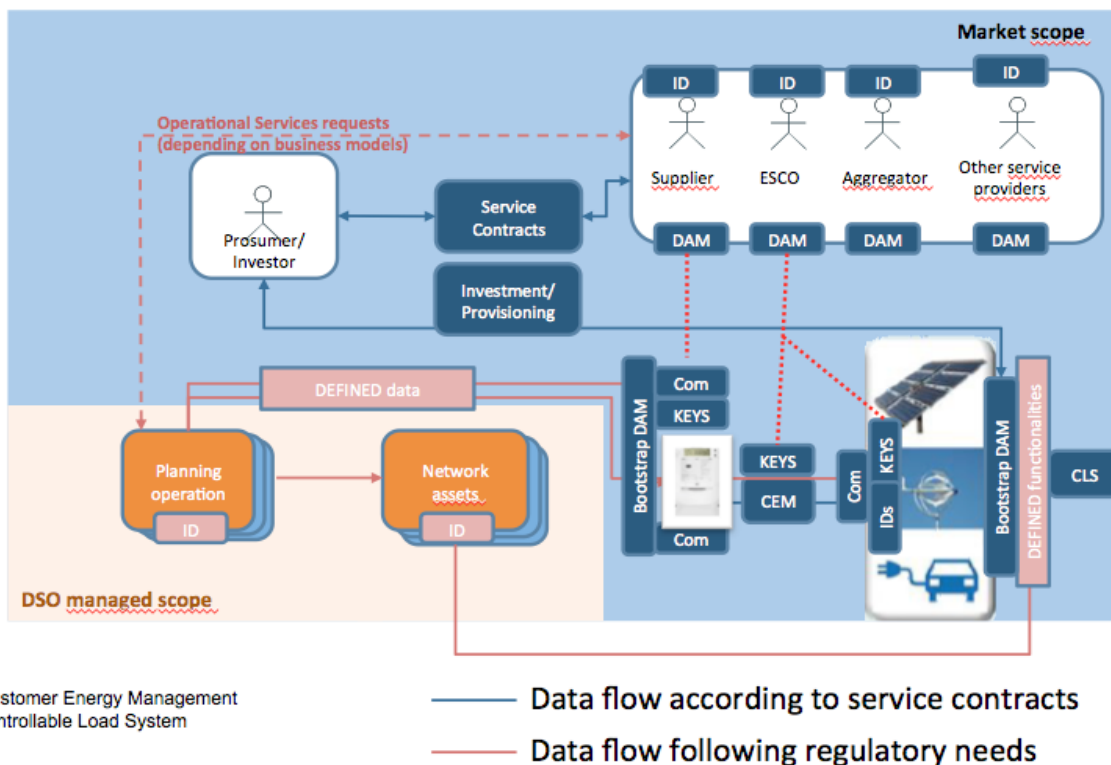 Market scope
ID
ID
ID
ID
Operational Services requests
(depending on business models)
Supplier
ESCO
Aggregator
Other service
providers
Prosumer/
Investor
Service
Contracts
DAM
DAM
DAM
DAM
Investment/
Provisioning
DEFINED data
Bootstrap DAM
Com
KEYS
Com
KEYS
CEM
Com
KEYS
IDs
Bootstrap DAM
DEFINED functionalities
CLS
Planning
operation
ID
Network
assets
ID
DSO managed scope
stomer Energy Management
ntrollable Load System
Data flow according to service contracts
Data flow following regulatory needs